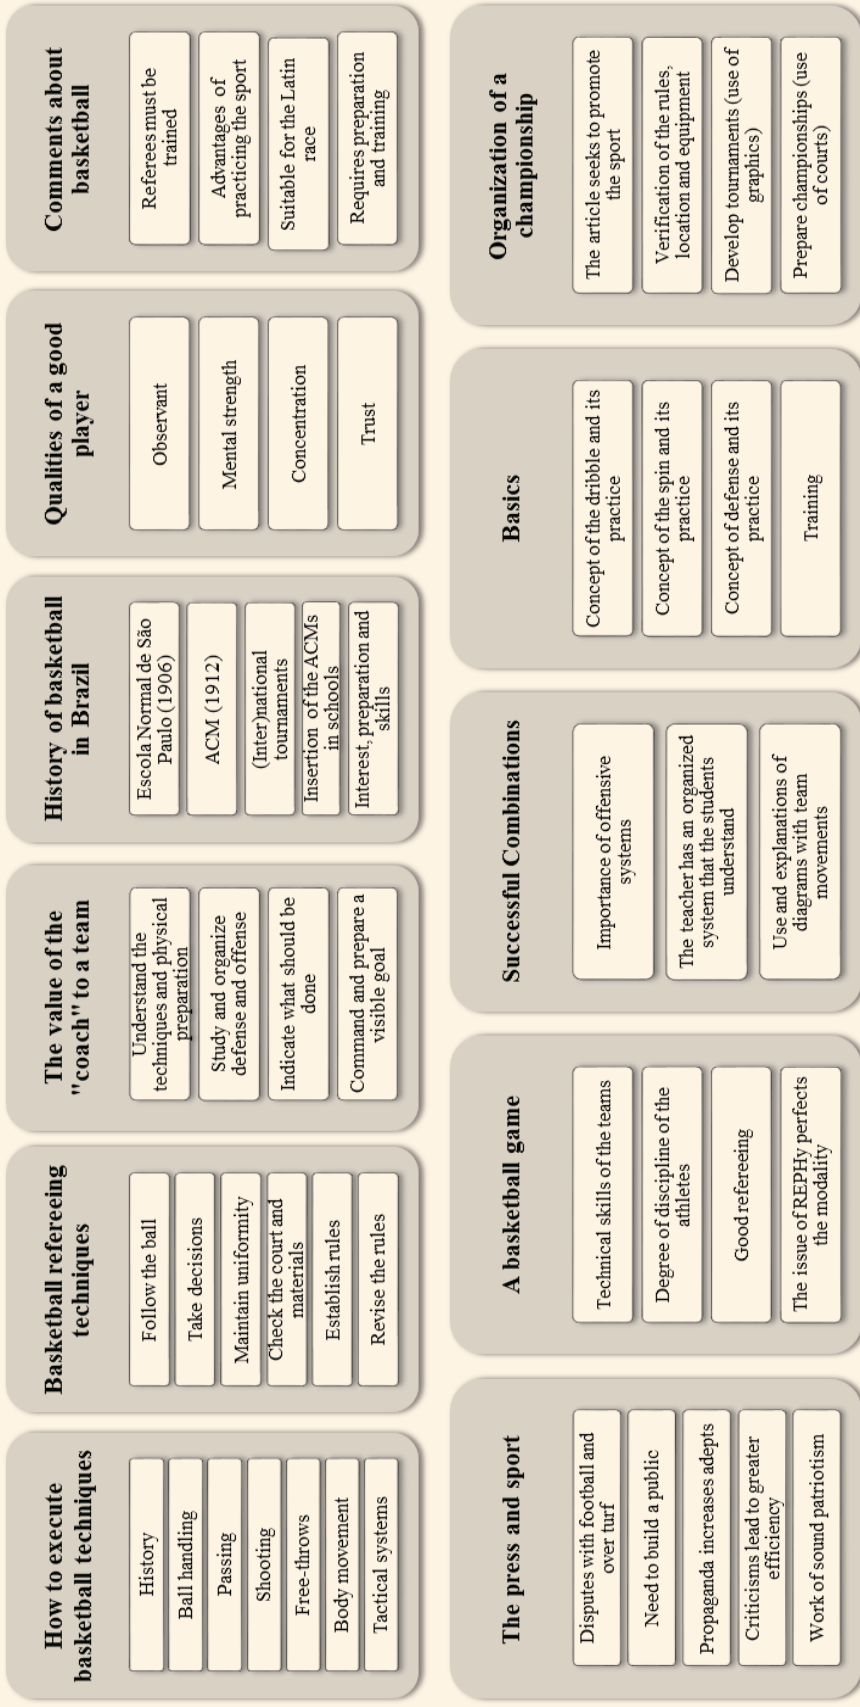 How to execute
basketball techniques
History
Ball handling
Passing
Shooting
Free-throws
Body movement
Tactical systems
Basketball refereeing
techniques
Follow the ball
Take decisions
Maintain uniformity
Check the court and
materials
Establish rules
Revise the rules
The value of the
"coach" to a team
Understand the
techniques and physical
preparation
Study and organize
defense and offense
Indicate what should be
done
Command and prepare a
visible goal
History of basketball
in Brazil
Escola Normal de São
Paulo (1906)
ACM (1912)
(Inter)national
tournaments
Insertion of the ACMs
in schools
Interest, preparation and
skills
Qualities of a good
player
Observant
Mental strength
Concentration
Trust
Comments about
basketball
Referees must be
trained
Advantages of
practicing the sport
Suitable for the Latin
race
Requires preparation
and training
The press and sport
Disputes with football and
over turf
Need to build a public
Propaganda increases adepts
Criticisms lead to greater
efficiency
Work of sound patriotism
A basketball game
Technical skills of the teams
Degree of discipline of the
athletes
Good refereeing
The issue of REPHy perfects
the modality
Successful Combinations
Importance of offensive
systems
The teacher has an organized
system that the students
understand
Use and explanations of
diagrams with team
movements
Basics
Concept of the dribble and its
practice
Concept of the spin and its
practice
Concept of defense and its
practice
Training
Organization of a
championship
The article seeks to promote
the sport
Verification of the rules,
location and equipment
Develop tournaments (use of
graphics)
Prepare championships (use
of courts)